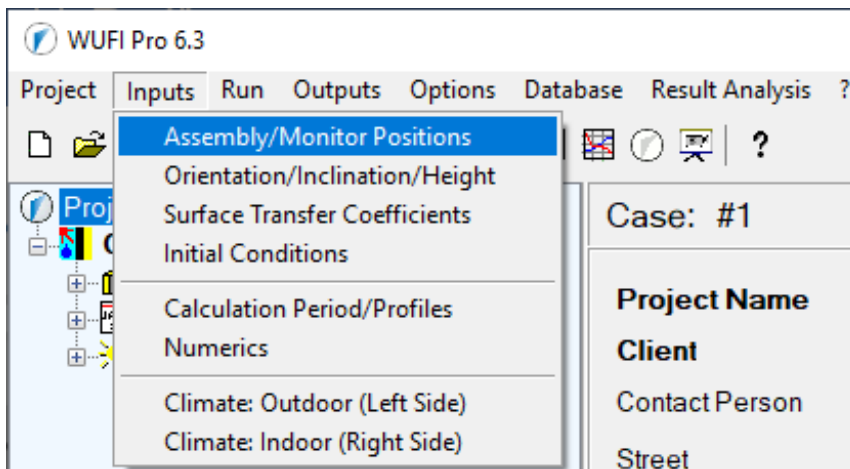 WUFI Pro 6.3
Project Inputs Run Outputs Options Database Result Analysis ?
?
Assembly/Monitor Positions
Orientation/Inclination/Height
Surface Transfer Coefficients
Initial Conditions
Calculation Period/Profiles
Numerics
Climate: Outdoor (Left Side)
Climate: Indoor (Right Side)
Proj
Case: #1
Project Name
Client
Contact Person
Street